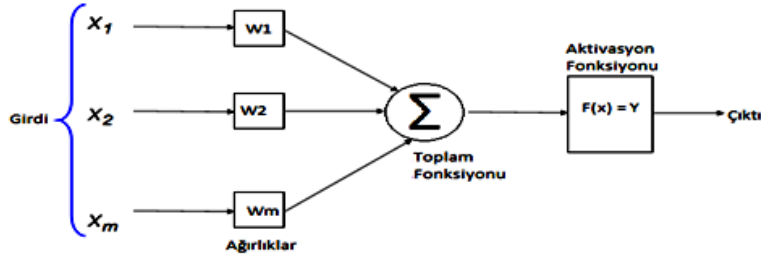 X1
W1
Aktivasyon
Fonksiyonu
Girdi
X2
W2
Σ
F(x) = Y
Çıktı
Toplam
Fonksiyonu
Xm
Wm
Ağırlıklar